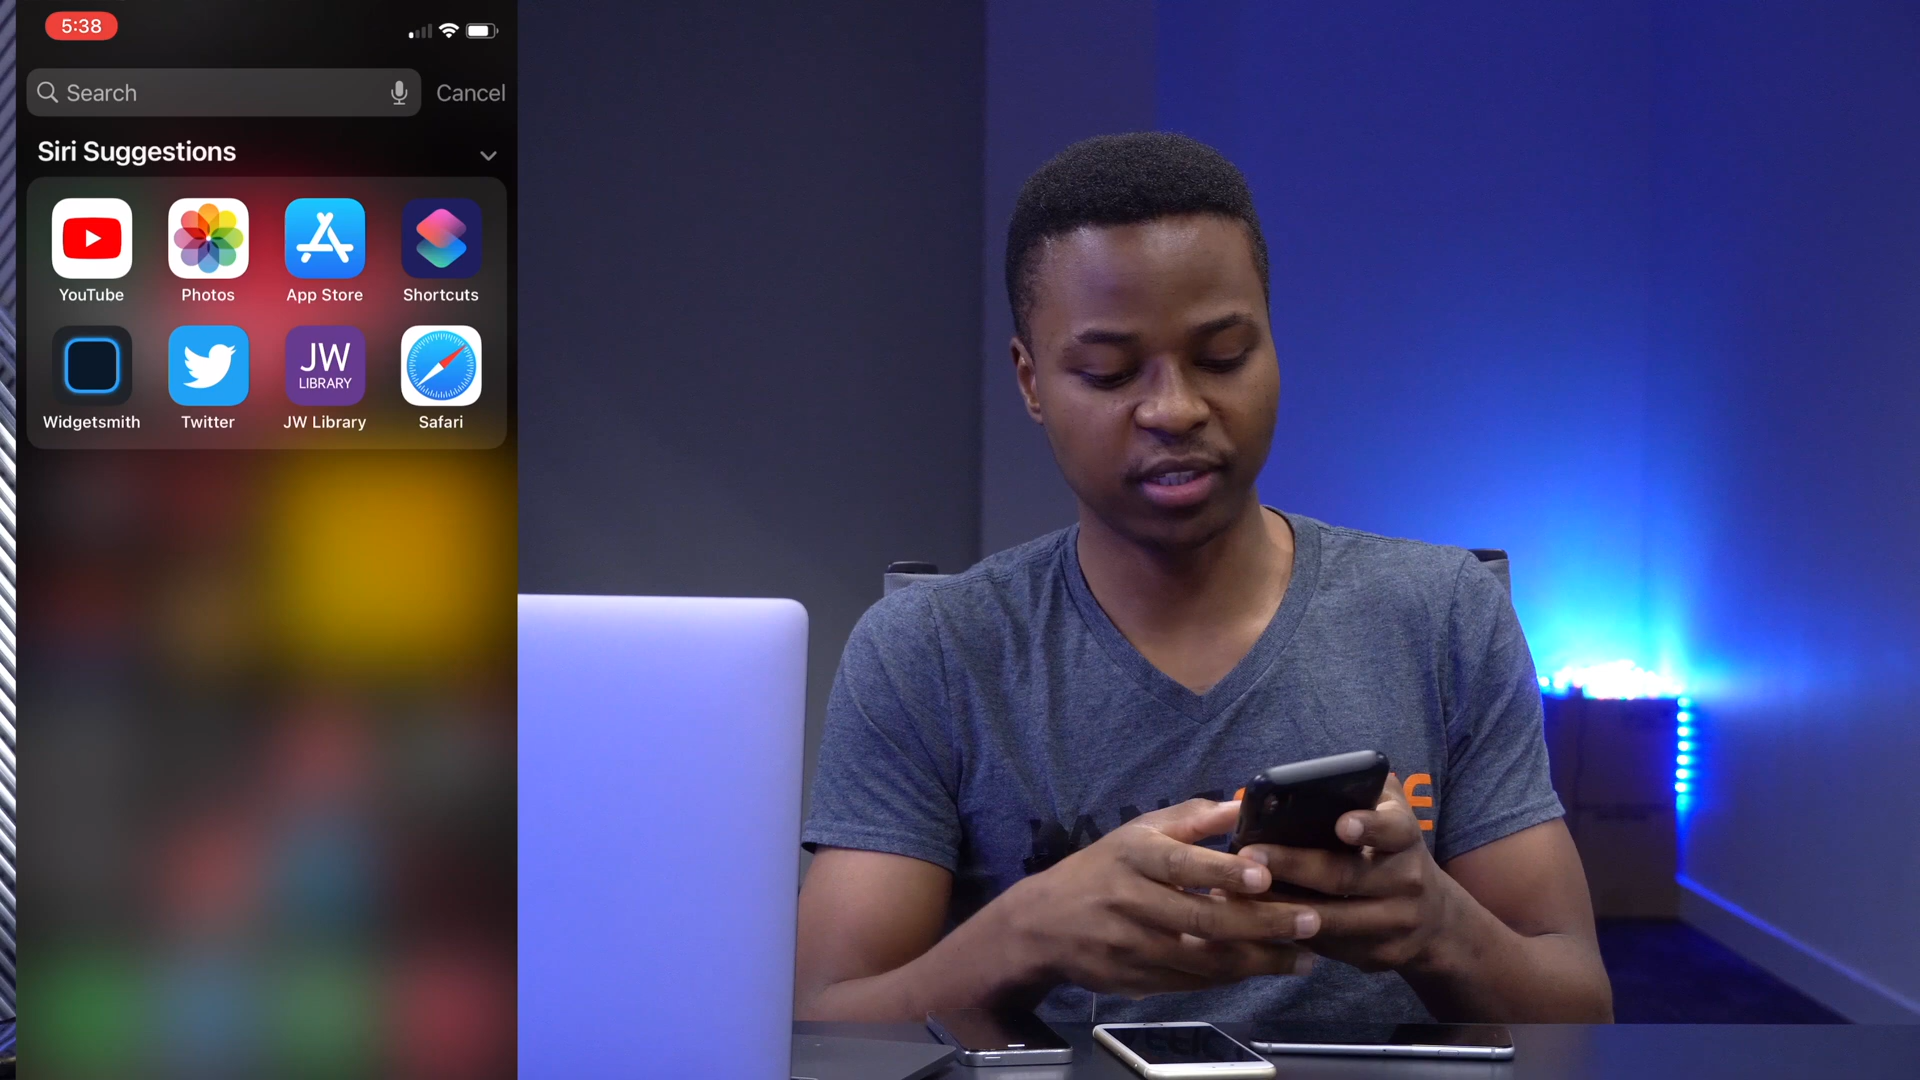 5:38
Search
Cancel
Siri Suggestions
YouTube
Photos
App Store
Shortcuts
JW
LIBRARY
Widgetsmith
Twitter
JW Library
Safari